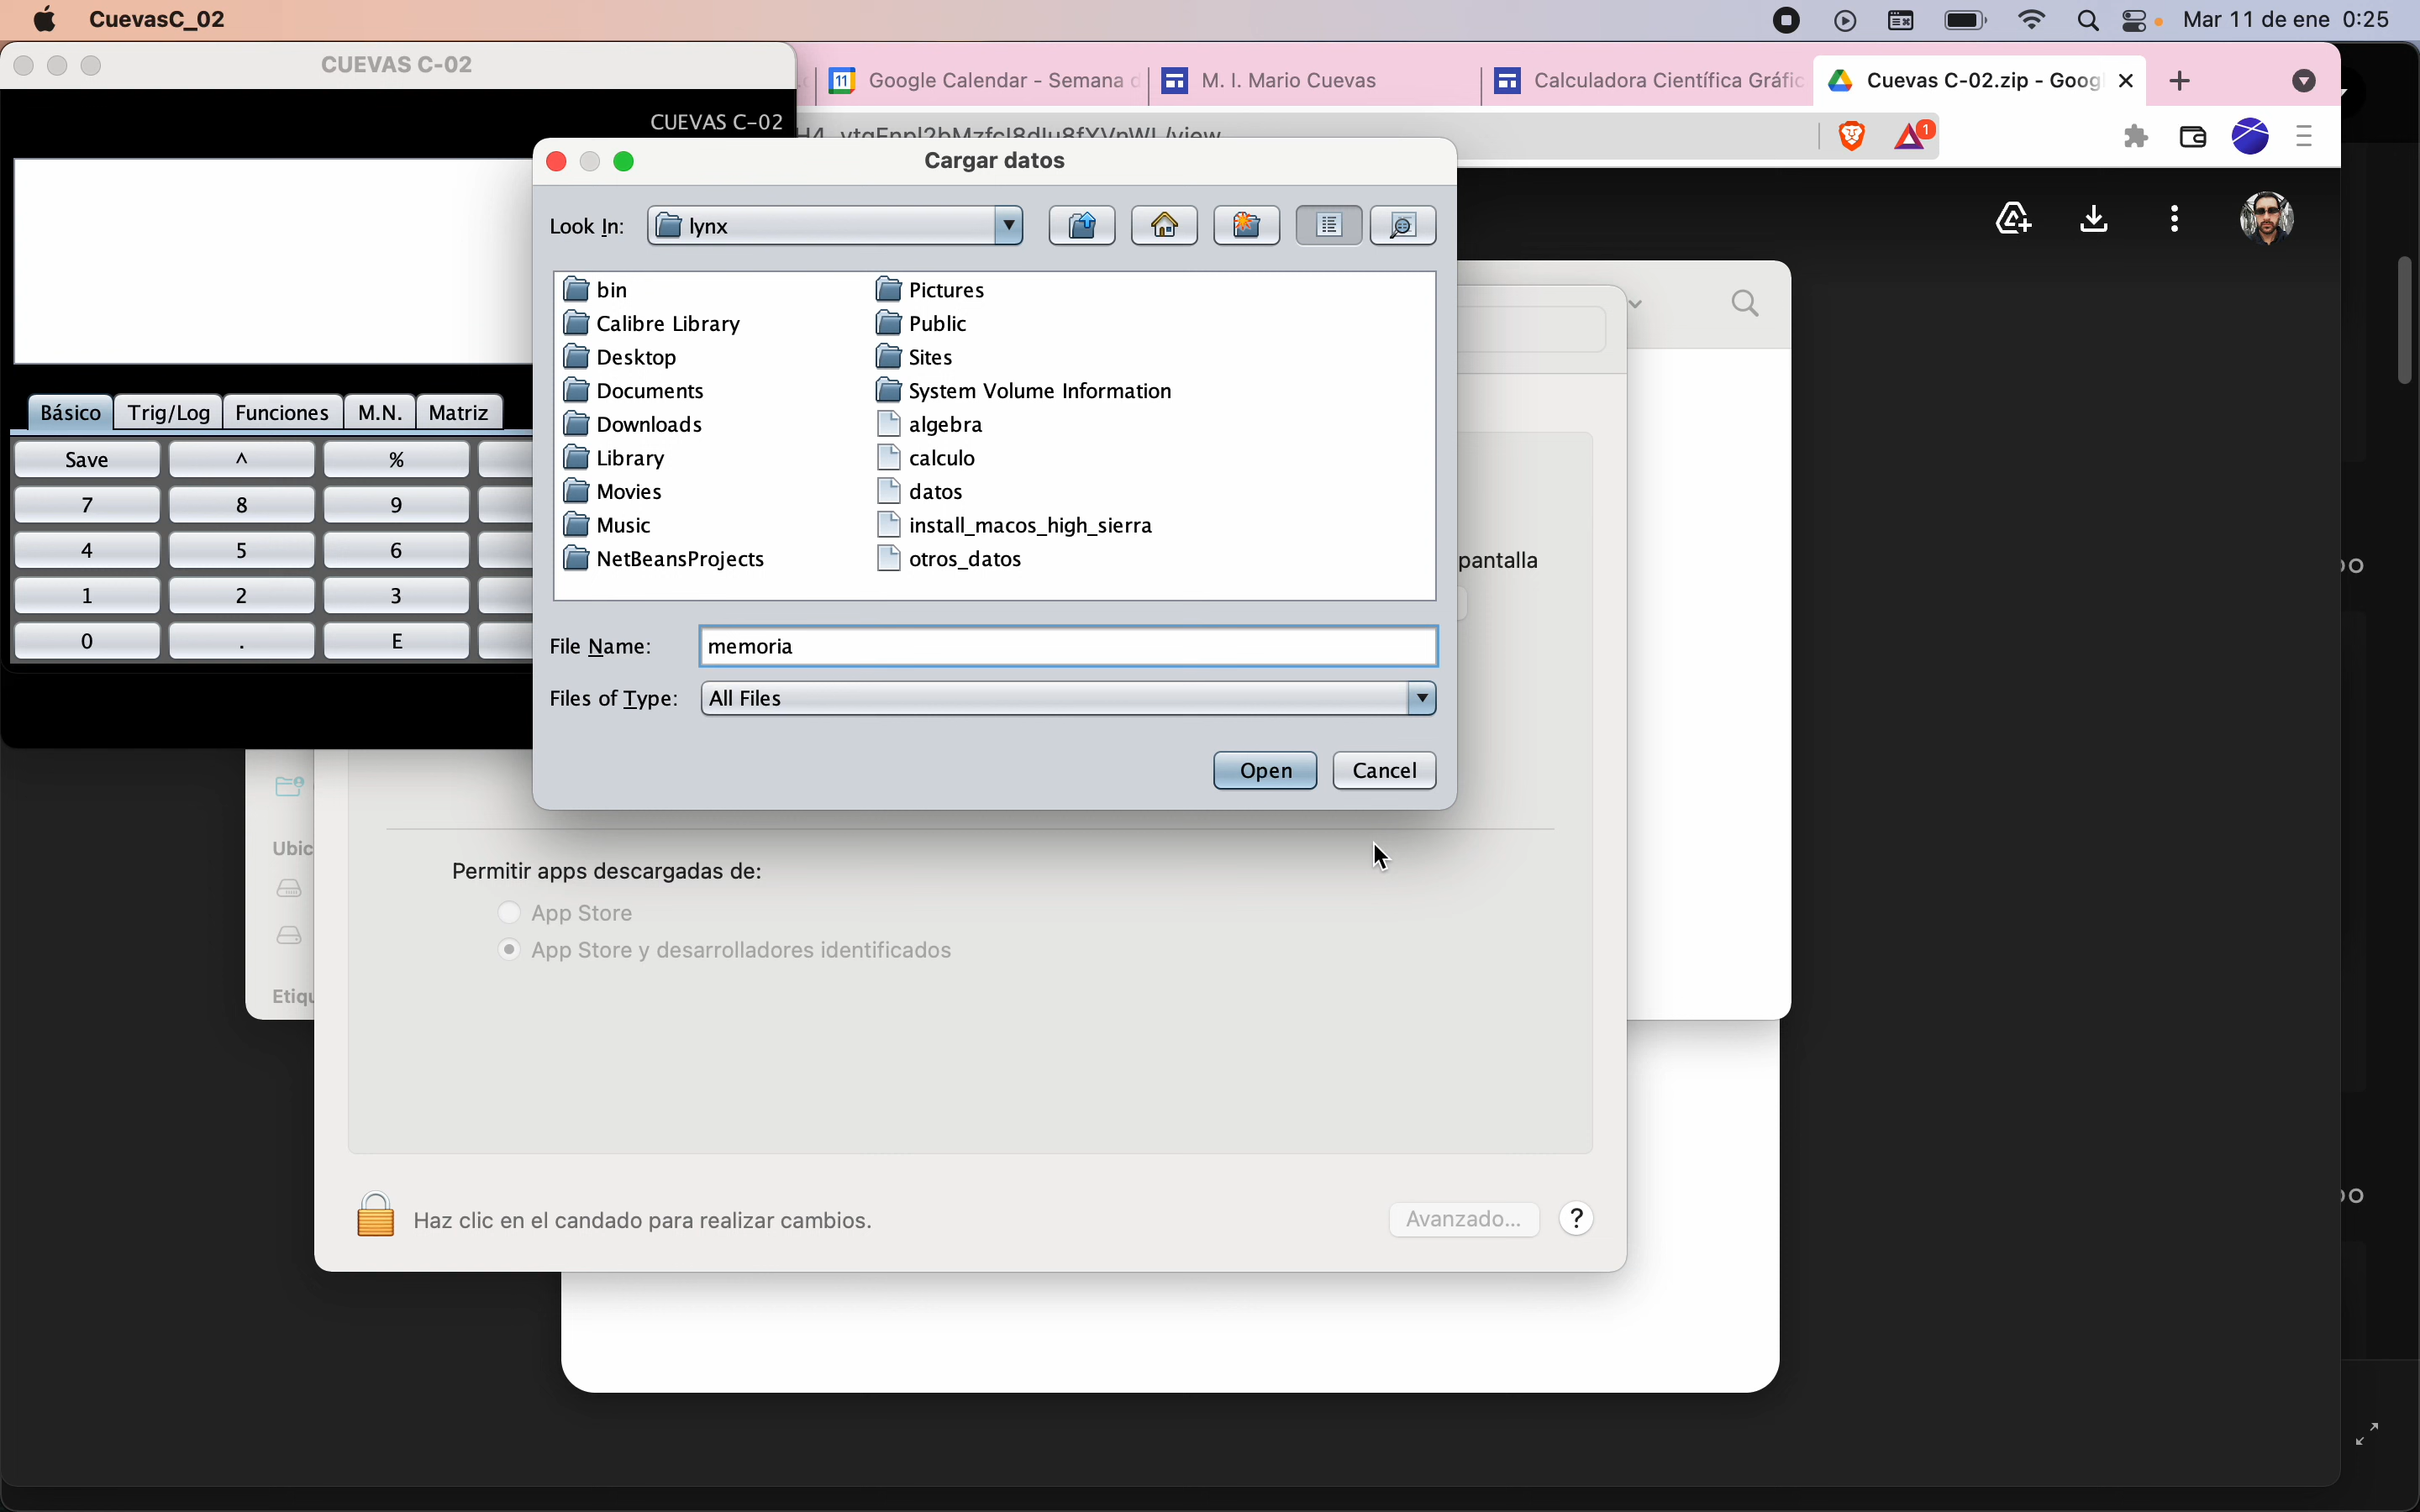 CuevasC_02
Mar 11 de ene 0:25
CUEVAS C-02
11 Google Calendar - Semana d
M. I. Mario Cuevas
Calculadora Científica Gráfic
Cuevas C-02.zip - Goog
1
CUEVAS C-02
Cargar datos
Look In: lynx
bin
Calibre Library
Desktop
Documents
Downloads
Library
Movies
Music
NetBeansProjects
Pictures
Public
Sites
System Volume Information
algebra
calculo
datos
install_macos_high_sierra
otros_datos
File Name: memoria
Files of Type: All Files
Open Cancel
Básico Trig/Log Funciones M.N. Matriz
Save ^ %
7 8 9
4 5 6
1 2 3
0 . E
pantalla
Ubic
Etiqu
Permitir apps descargadas de:
App Store
App Store y desarrolladores identificados
Haz clic en el candado para realizar cambios.
Avanzado... ?